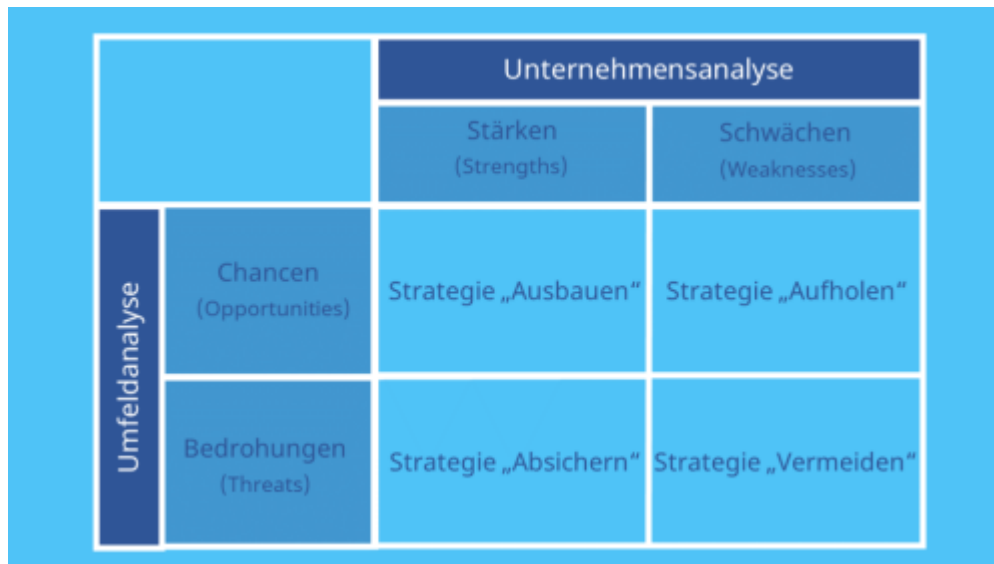 Unternehmensanalyse
Stärken
(Strengths)
Schwächen
(Weaknesses)
Umfeldanalyse
Chancen
(Opportunities)
Strategie „Ausbauen“
Strategie „Aufholen“
Bedrohungen
(Threats)
Strategie „Absichern“
Strategie „Vermeiden“